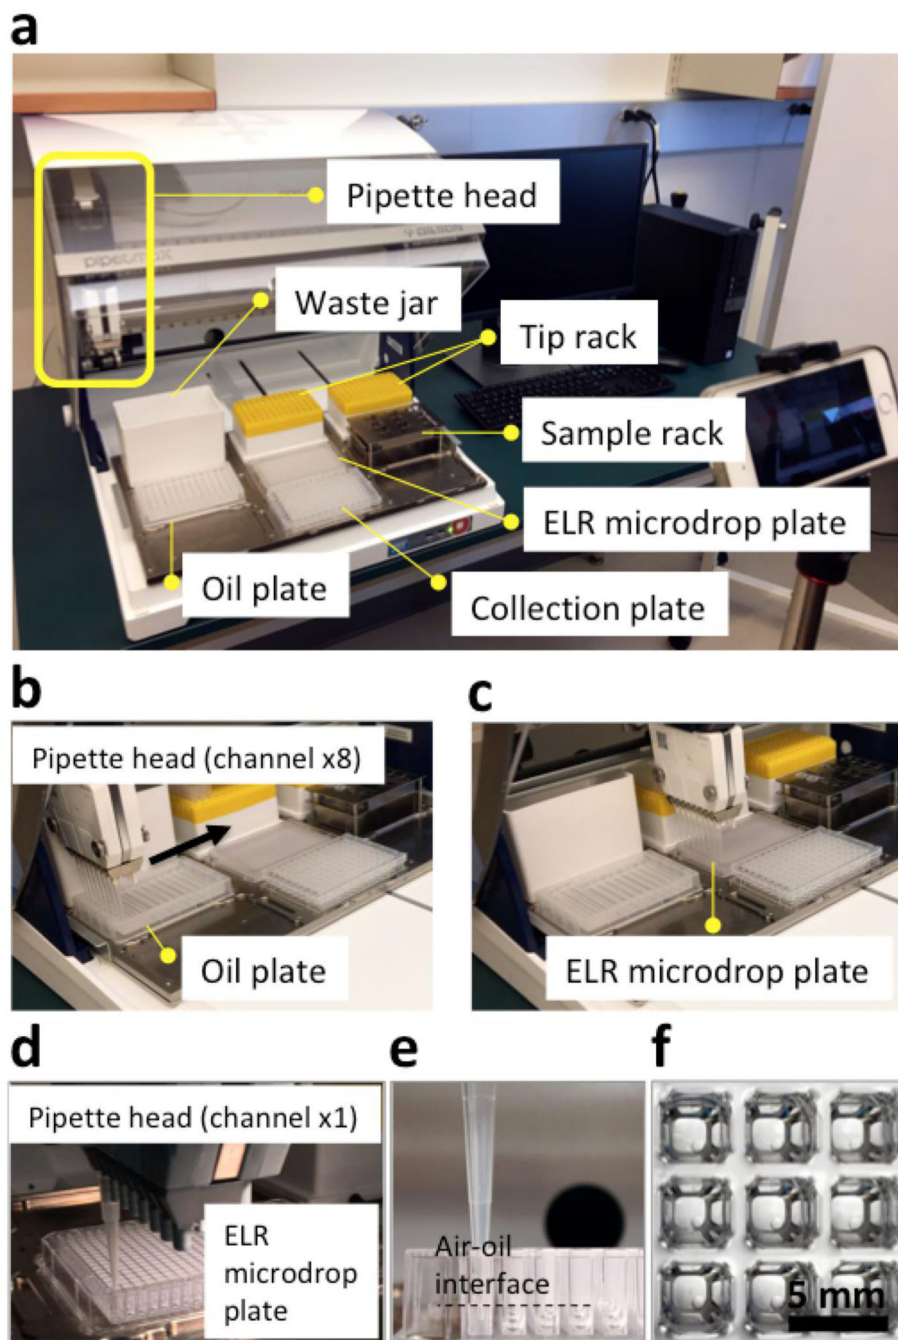 a
Pipette head
Waste jar
Tip rack
Sample rack
ELR microdrop plate
Oil plate
Collection plate
b
c
Pipette head (channel x8)
Oil plate
ELR microdrop plate
d
e
f
Pipette head (channel x1)
ELR
microdrop
plate
Air-oil
interface
5 mm